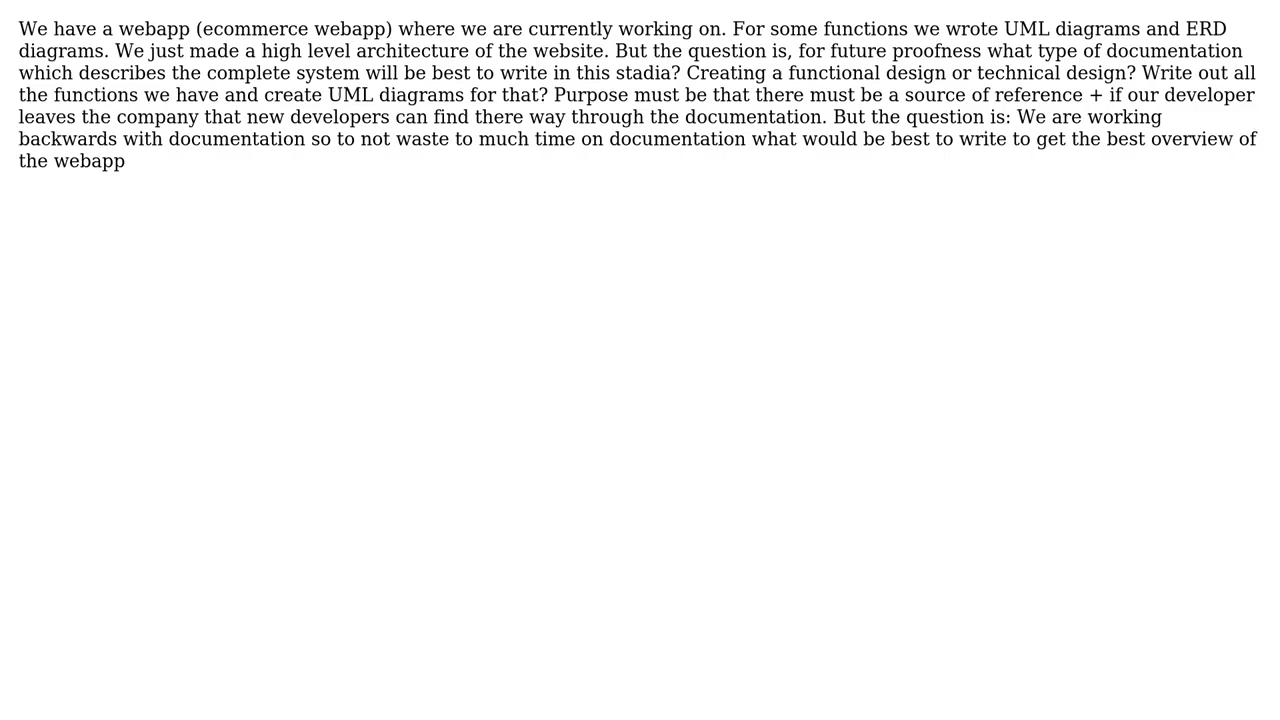 We have a webapp (ecommerce webapp) where we are currently working on. For some functions we wrote UML diagrams and ERD
diagrams. We just made a high level architecture of the website. But the question is, for future proofness what type of documentation
which describes the complete system will be best to write in this stadia? Creating a functional design or technical design? Write out all
the functions we have and create UML diagrams for that? Purpose must be that there must be a source of reference + if our developer
leaves the company that new developers can find there way through the documentation. But the question is: We are working
backwards with documentation so to not waste to much time on documentation what would be best to write to get the best overview of
the webapp